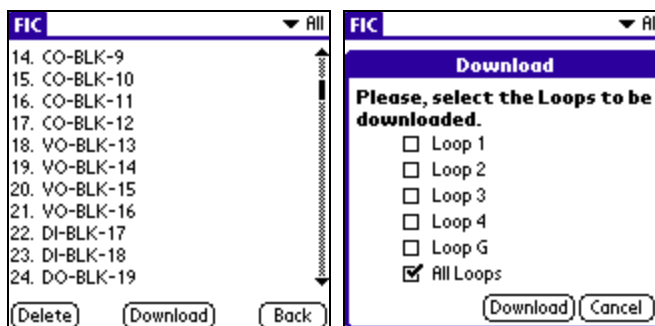 FIC
All
14. CO-BLK-9
15. CO-BLK-10
16. CO-BLK-11
17. CO-BLK-12
18. VO-BLK-13
19. VO-BLK-14
20. VO-BLK-15
21. VO-BLK-16
22. DI-BLK-17
23. DI-BLK-18
24. DO-BLK-19
Delete
Download
Back
FIC
Al
Download
Please, select the Loops to be
downloaded.
Loop 1
Loop 2
Loop 3
Loop 4
Loop G
All Loops
Download
Cancel